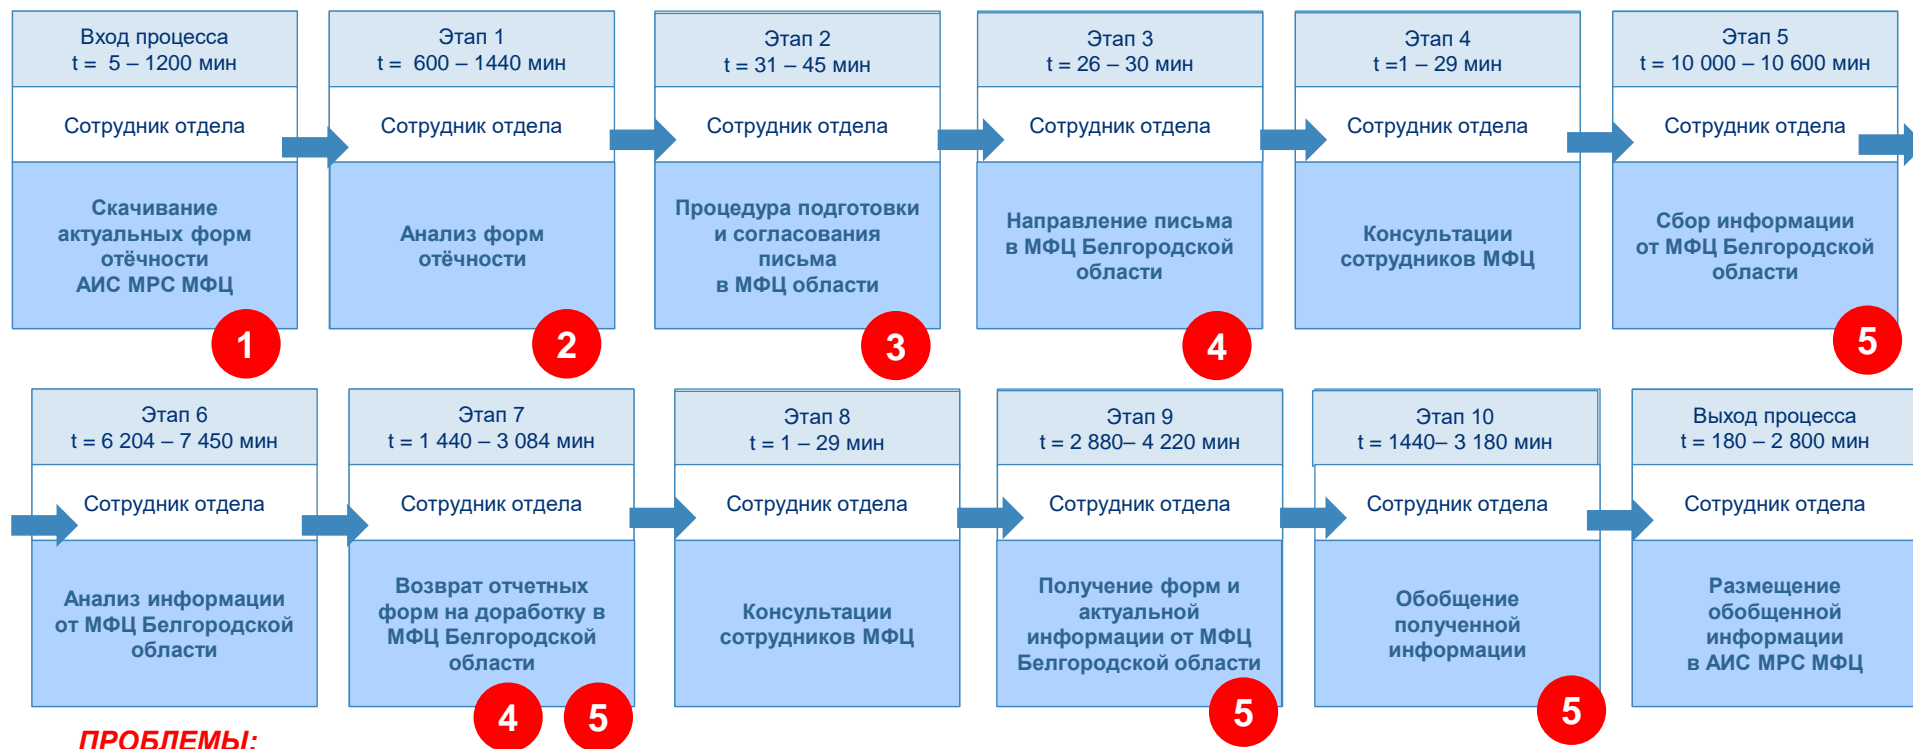 Вход процесса
t =  5 – 1200 мин
Сотрудник отдела
Скачивание
актуальных форм
отёчности
АИС МРС МФЦ
1
Этап 1
t =  600 – 1440 мин
Сотрудник отдела
Анализ форм
отёчности
2
Этап 2
t = 31 – 45 мин
Сотрудник отдела
Процедура подготовки
и согласования
письма
в МФЦ области
3
Этап 3
t = 26 – 30 мин
Сотрудник отдела
Направление письма
в МФЦ Белгородской
области
4
Этап 4
t =1 – 29 мин
Сотрудник отдела
Консультации
сотрудников МФЦ
Этап 5
t = 10 000 – 10 600 мин
Сотрудник отдела
Сбор информации
от МФЦ Белгородской
области
5
Этап 6
t = 6 204 – 7 450 мин
Сотрудник отдела
Анализ информации
от МФЦ Белгородской
области
Этап 7
t = 1 440 – 3 084 мин
Сотрудник отдела
Возврат отчетных
форм на доработку в
МФЦ Белгородской
области
4 5
Этап 8
t = 1 – 29 мин
Сотрудник отдела
Консультации
сотрудников МФЦ
Этап 9
t = 2 880– 4 220 мин
Сотрудник отдела
Получение форм и
актуальной
информации от МФЦ
Белгородской области
5
Этап 10
t = 1440– 3 180 мин
Сотрудник отдела
Обобщение
полученной
информации
5
Выход процесса
t = 180 – 2 800 мин
Сотрудник отдела
Размещение
обобщенной
информации
в АИС МРС МФЦ
ПРОБЛЕМЫ: